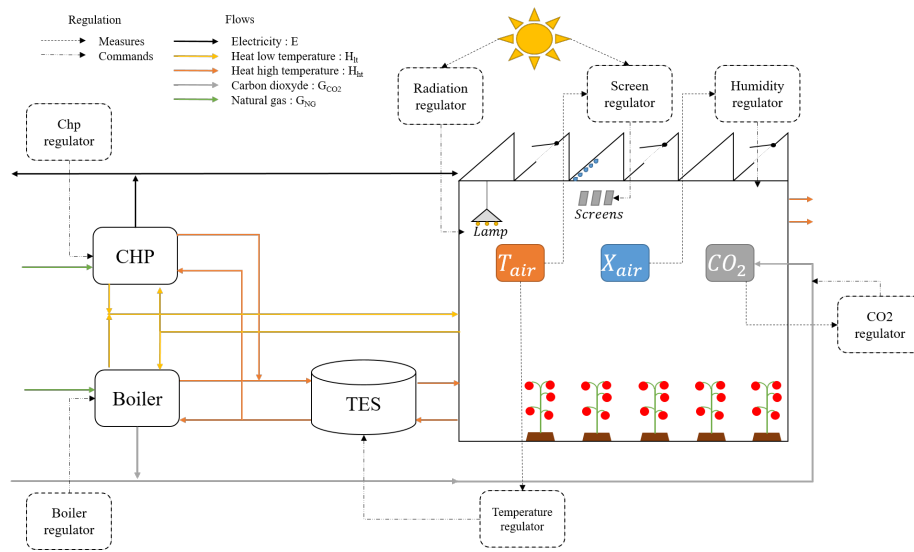 Regulation
Flows
Measures
Commands
Electricity : E
Heat low temperature : Hlt
Heat high temperature : Hht
Carbon dioxyde : GCO2
Natural gas : GNG
Radiation
regulator
Screen
regulator
Humidity
regulator
Chp
regulator
Lamp
Screens
CHP
Tair
Xair
CO2
CO2
regulator
Boiler
TES
Boiler
regulator
Temperature
regulator